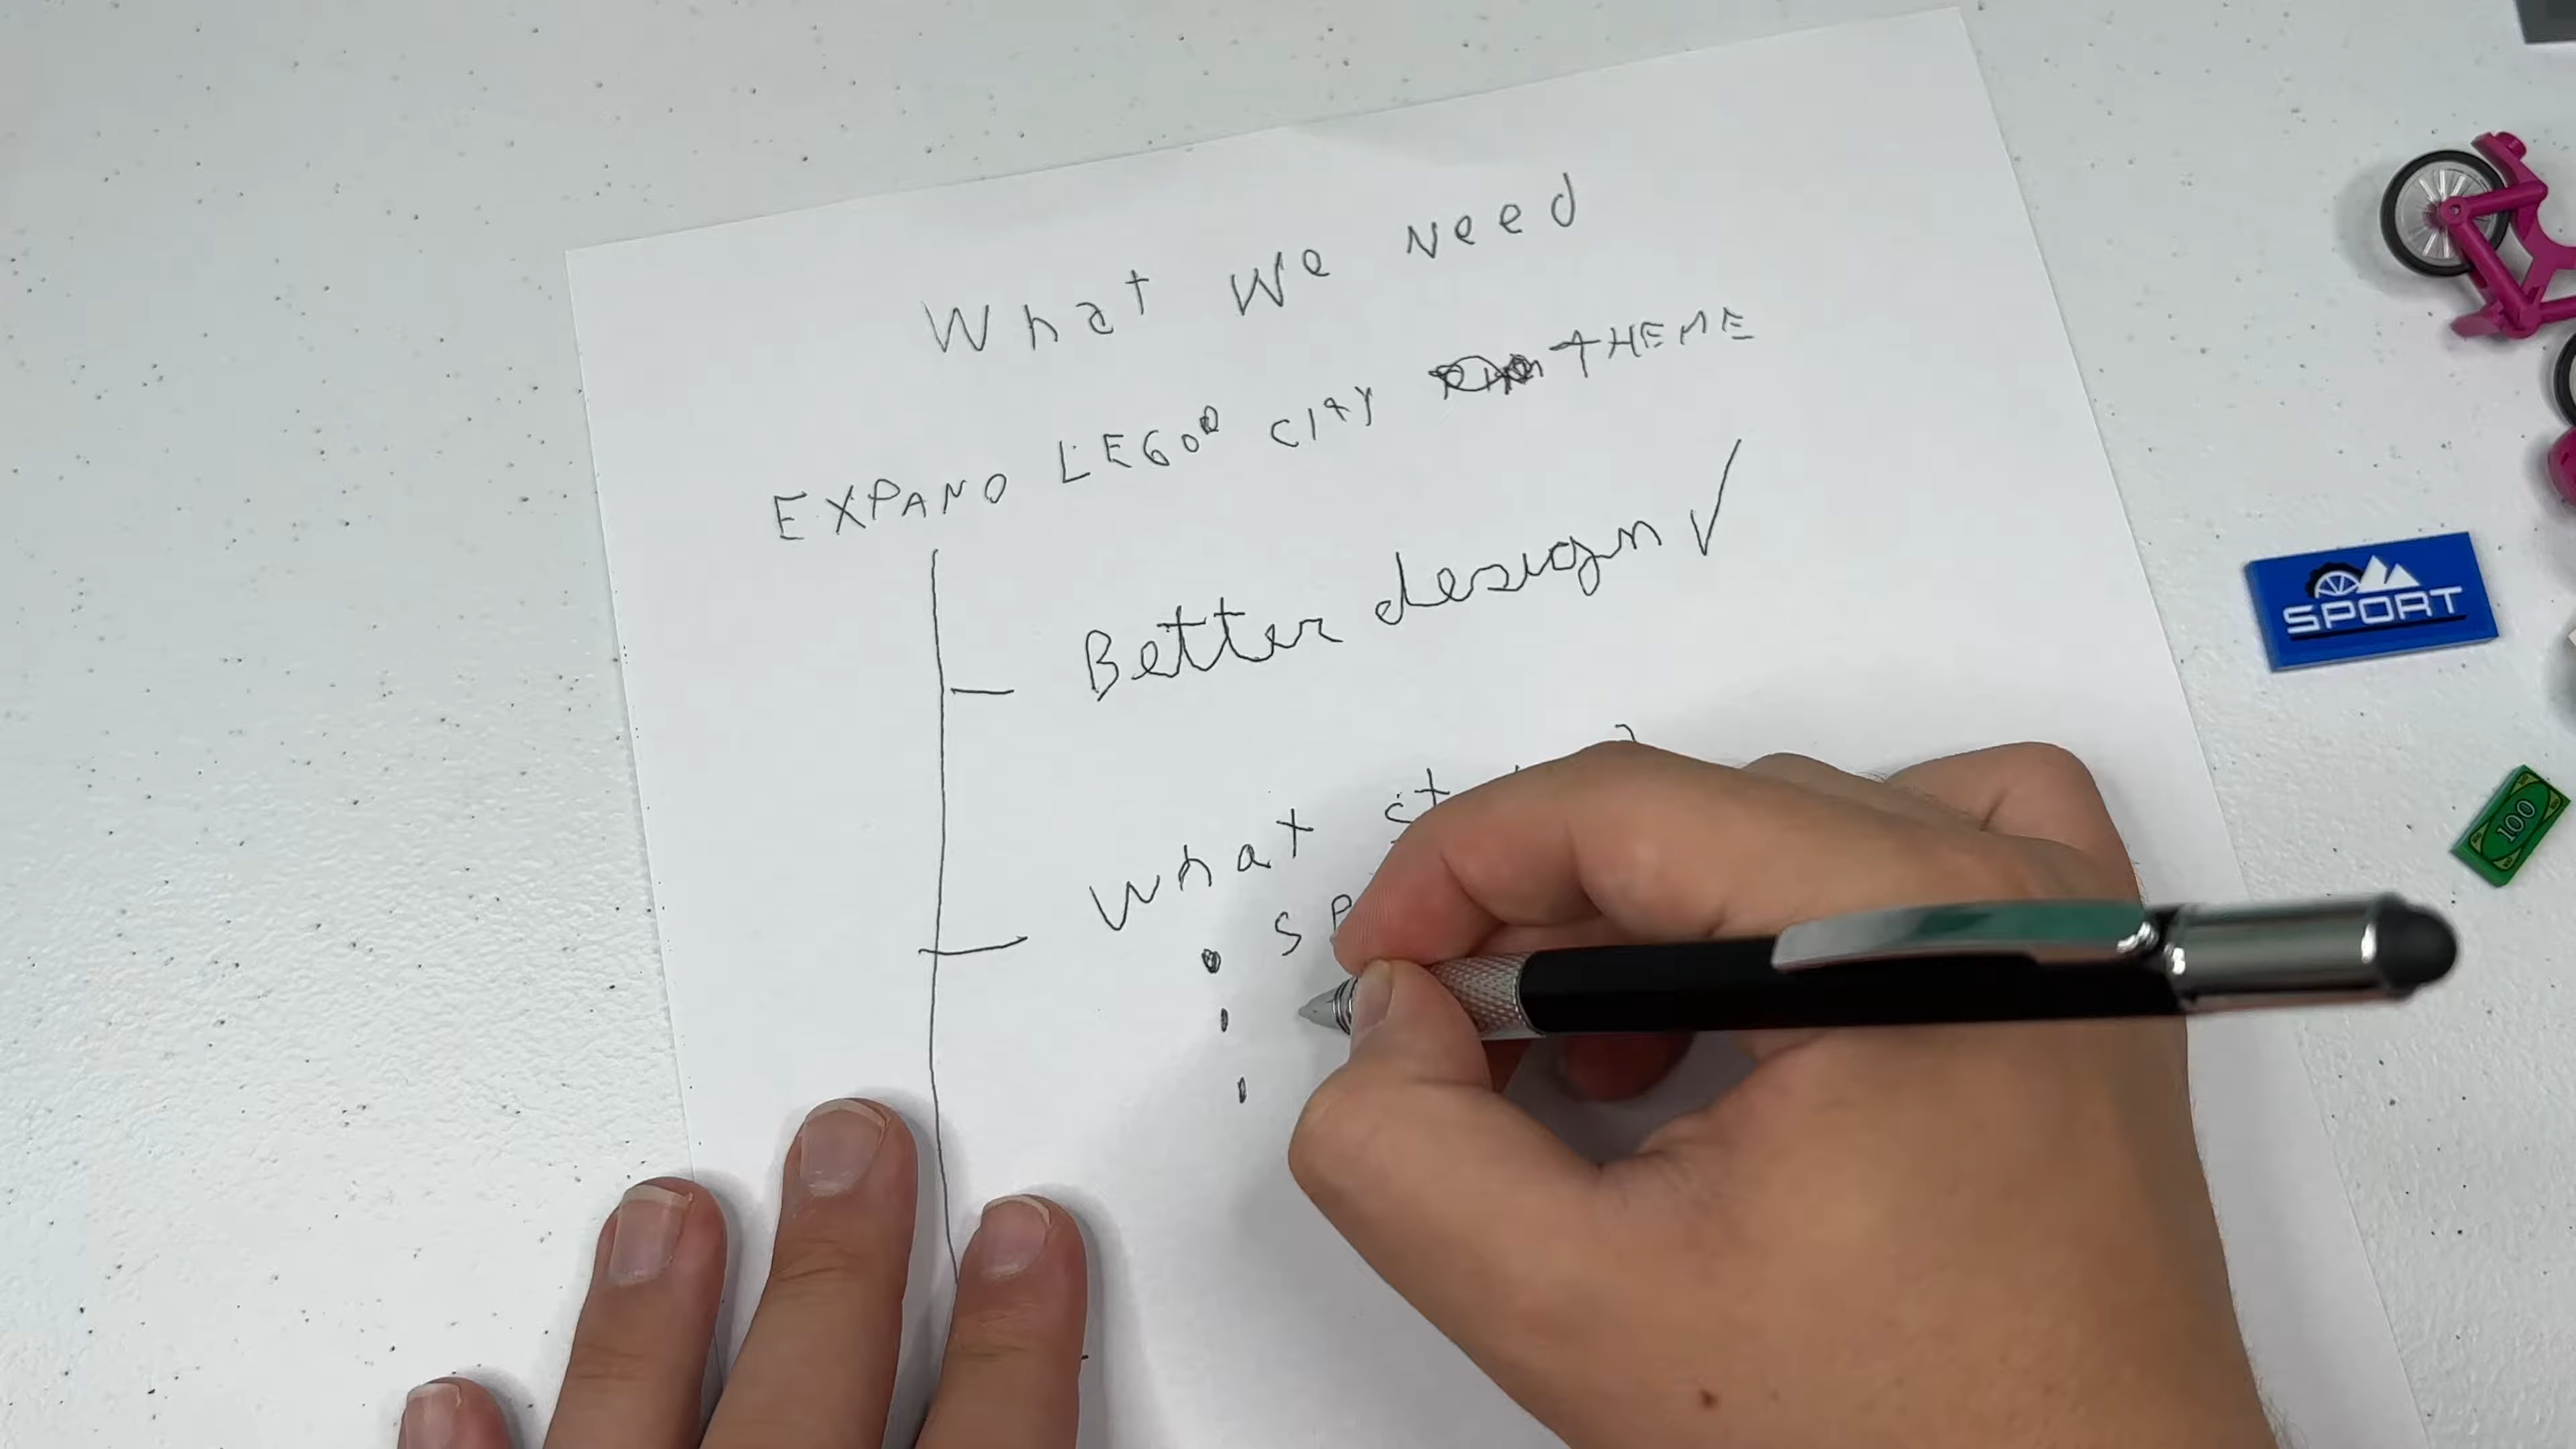 What We Need
EXPAND LEGO® CITY THEME
Better design ✓
What
SPORT
100